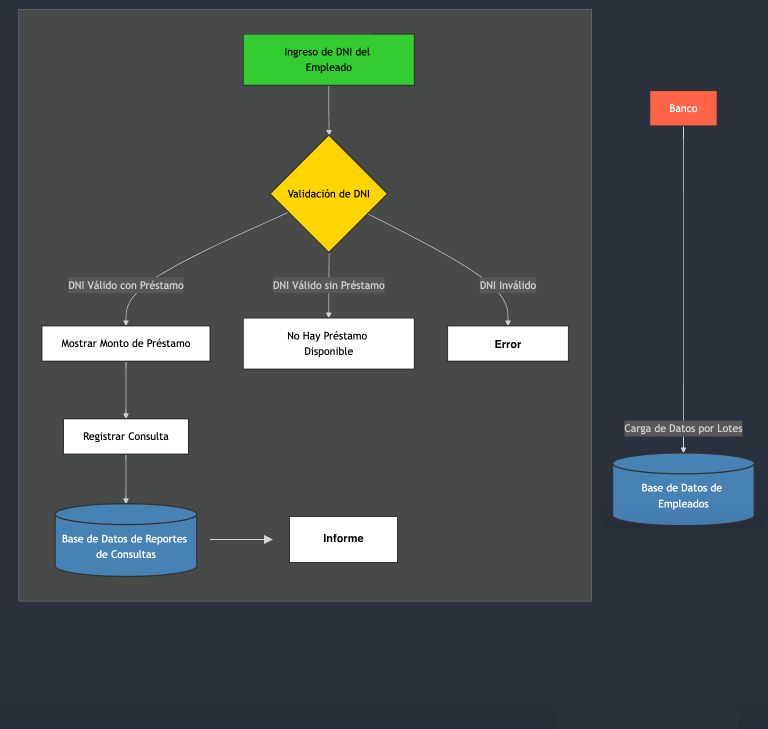 Ingreso de DNI del
Empleado
Banco
Validación de DNI
DNI Válido con Préstamo
DNI Válido sin Préstamo
DNI Inválido
Mostrar Monto de Préstamo
No Hay Préstamo
Disponible
Error
Registrar Consulta
Carga de Datos por Lotes
Base de Datos de
Empleados
Base de Datos de Reportes
de Consultas
Informe